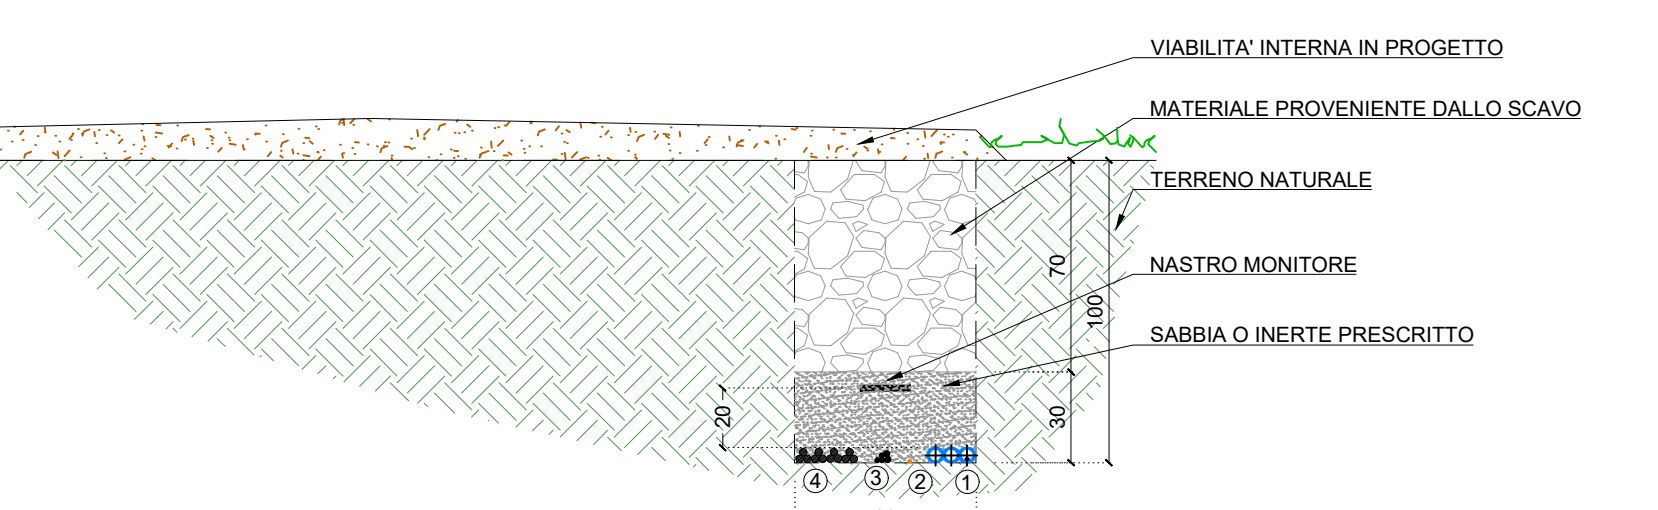 VIABILITA' INTERNA IN PROGETTO
MATERIALE PROVENIENTE DALLO SCAVO
TERRENO NATURALE
NASTRO MONITORE
SABBIA O INERTE PRESCRITTO
70
100
30
20
4
3
2
1